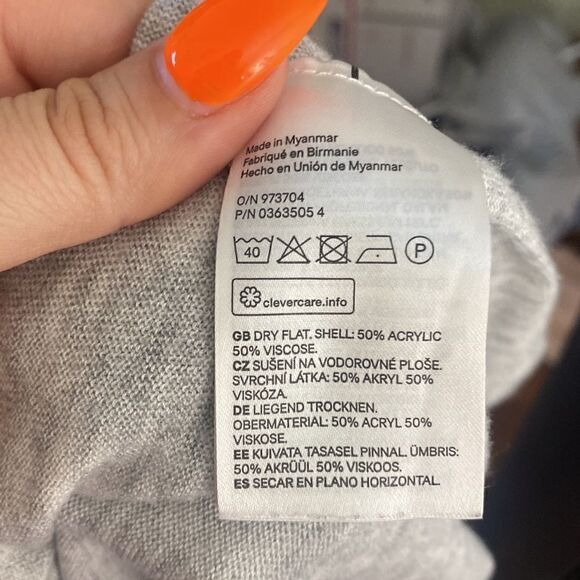 Made in Myanmar
Fabriqué en Birmanie
Hecho en Unión de Myanmar
O/N 973704
P/N 0363505 4
40 P
clevercare.info
GB DRY FLAT. SHELL: 50% ACRYLIC
50% VISCOSE.
CZ SUŠENÍ NA VODOROVNÉ PLOŠE.
SVRCHNÍ LÁTKA: 50% AKRYL 50%
VISKÓZA.
DE LIEGEND TROCKNEN.
OBERMATERIAL: 50% ACRYL 50%
VISKOSE.
EE KUIVATA TASASEL PINNAL. ÜMBRIS:
50% AKRÜÜL 50% VISKOOS.
ES SECAR EN PLANO HORIZONTAL.